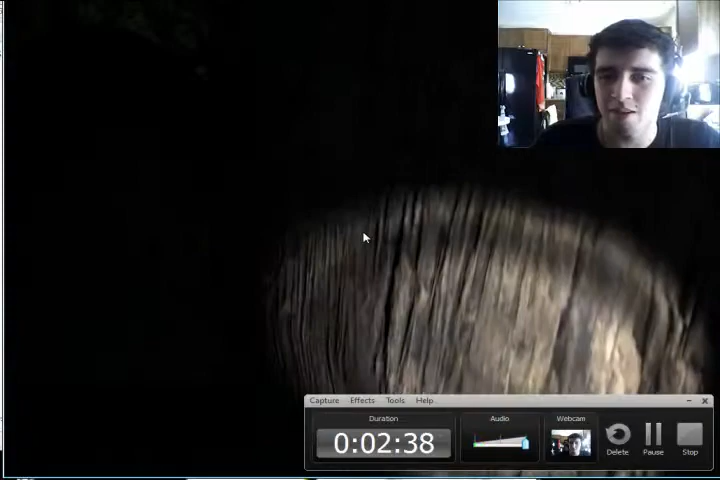 Capture Effects Tools Help
Duration Audio Webcam
0:02:38
Delete Pause Stop